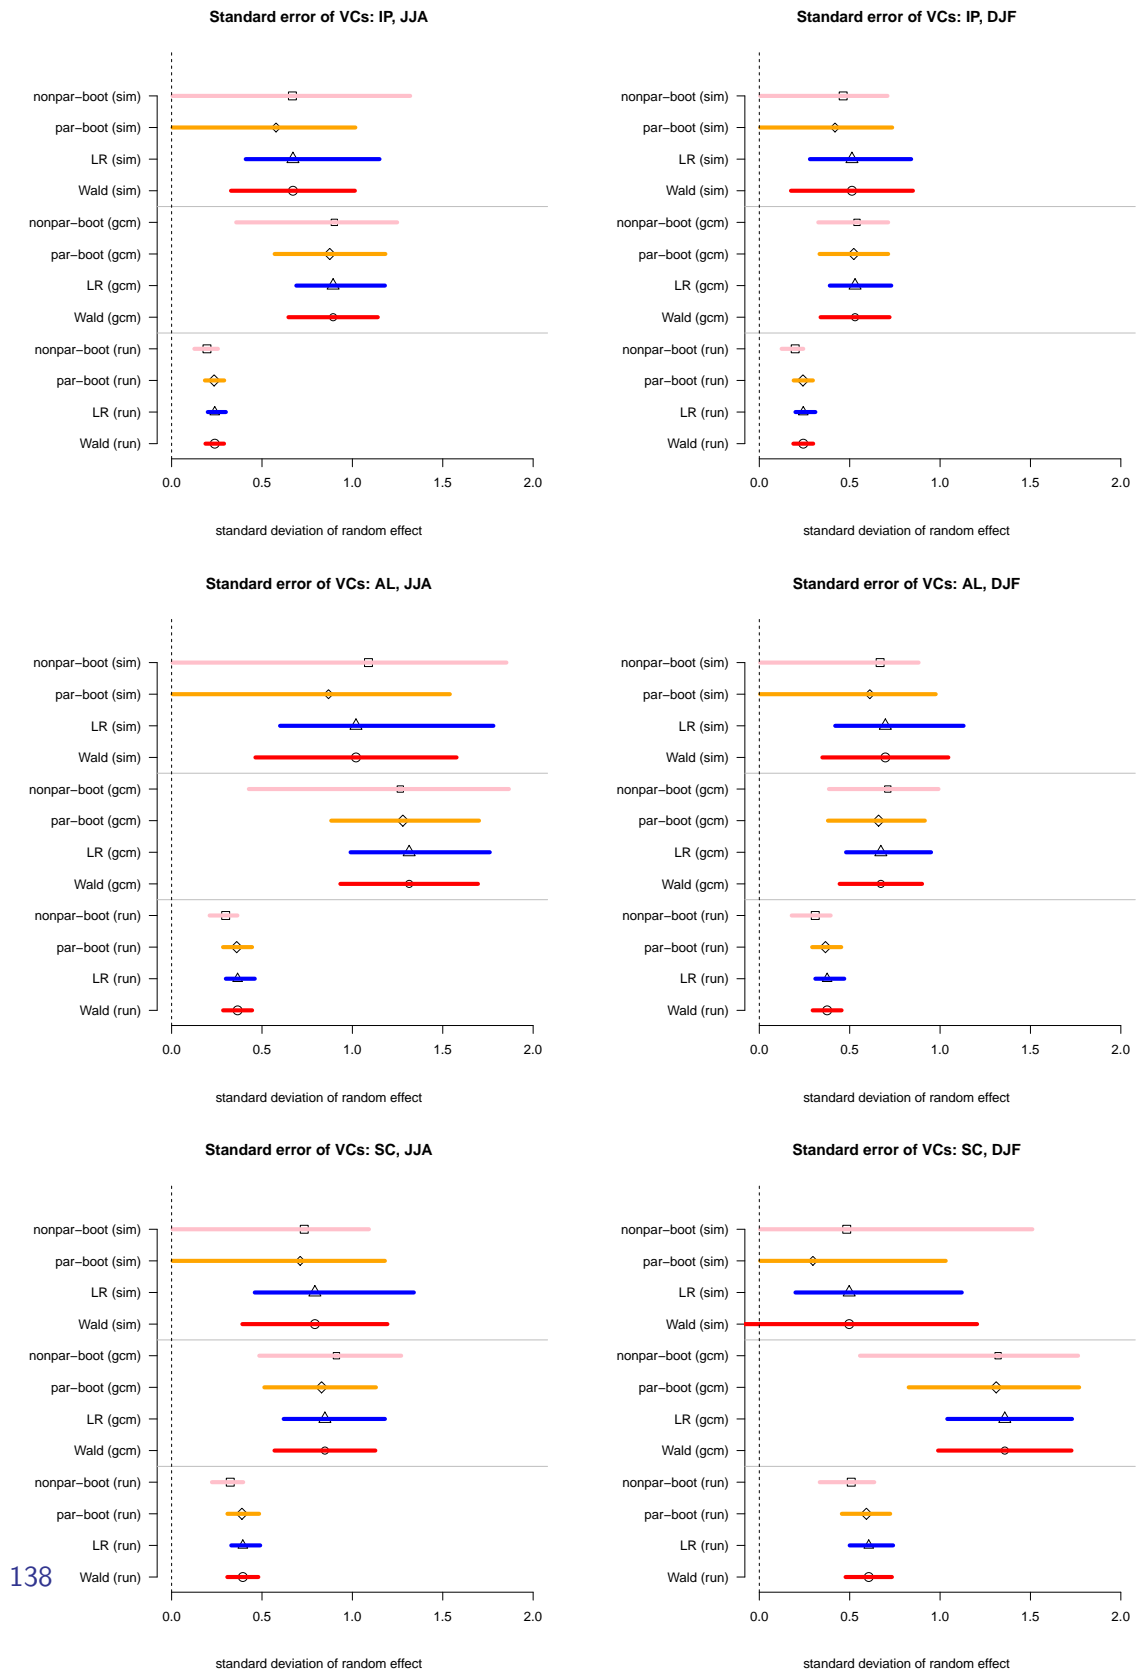 Standard error of VCs: IP, JJA
nonpar−boot (sim)
par−boot (sim)
LR (sim)
Wald (sim)
nonpar−boot (gcm)
par−boot (gcm)
LR (gcm)
Wald (gcm)
nonpar−boot (run)
par−boot (run)
LR (run)
Wald (run)
0.0 0.5 1.0 1.5 2.0
standard deviation of random effect
Standard error of VCs: IP, DJF
nonpar−boot (sim)
par−boot (sim)
LR (sim)
Wald (sim)
nonpar−boot (gcm)
par−boot (gcm)
LR (gcm)
Wald (gcm)
nonpar−boot (run)
par−boot (run)
LR (run)
Wald (run)
0.0 0.5 1.0 1.5 2.0
standard deviation of random effect
Standard error of VCs: AL, JJA
nonpar−boot (sim)
par−boot (sim)
LR (sim)
Wald (sim)
nonpar−boot (gcm)
par−boot (gcm)
LR (gcm)
Wald (gcm)
nonpar−boot (run)
par−boot (run)
LR (run)
Wald (run)
0.0 0.5 1.0 1.5 2.0
standard deviation of random effect
Standard error of VCs: AL, DJF
nonpar−boot (sim)
par−boot (sim)
LR (sim)
Wald (sim)
nonpar−boot (gcm)
par−boot (gcm)
LR (gcm)
Wald (gcm)
nonpar−boot (run)
par−boot (run)
LR (run)
Wald (run)
0.0 0.5 1.0 1.5 2.0
standard deviation of random effect
Standard error of VCs: SC, JJA
nonpar−boot (sim)
par−boot (sim)
LR (sim)
Wald (sim)
nonpar−boot (gcm)
par−boot (gcm)
LR (gcm)
Wald (gcm)
nonpar−boot (run)
par−boot (run)
LR (run)
Wald (run)
0.0 0.5 1.0 1.5 2.0
standard deviation of random effect
Standard error of VCs: SC, DJF
nonpar−boot (sim)
par−boot (sim)
LR (sim)
Wald (sim)
nonpar−boot (gcm)
par−boot (gcm)
LR (gcm)
Wald (gcm)
nonpar−boot (run)
par−boot (run)
LR (run)
Wald (run)
0.0 0.5 1.0 1.5 2.0
standard deviation of random effect
138